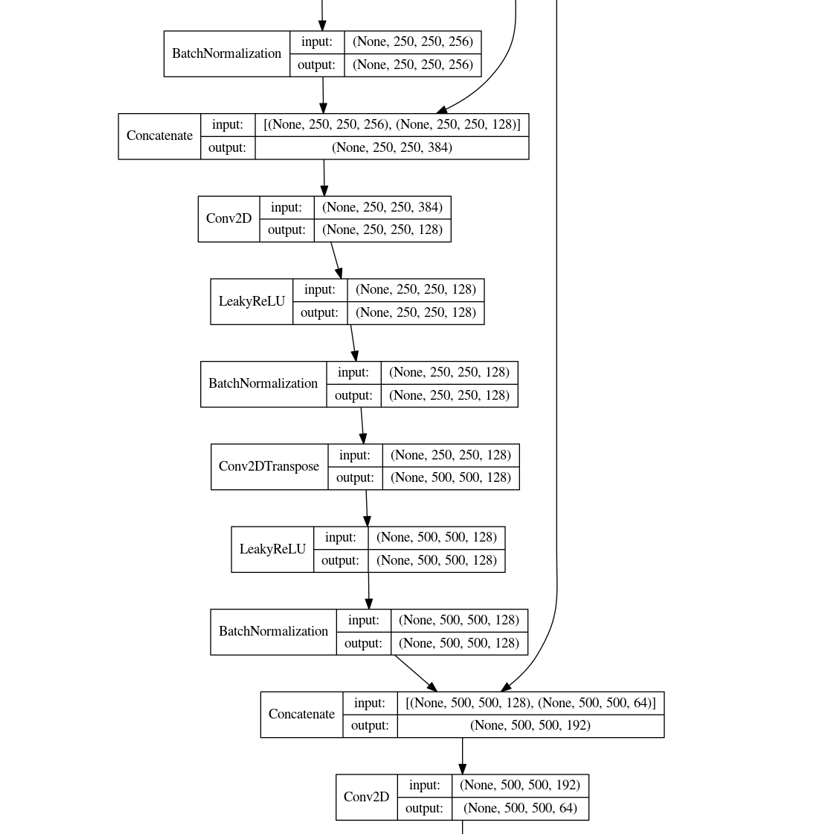 BatchNormalization
input: (None, 250, 250, 256)
output: (None, 250, 250, 256)
Concatenate
input: [(None, 250, 250, 256), (None, 250, 250, 128)]
output: (None, 250, 250, 384)
Conv2D
input: (None, 250, 250, 384)
output: (None, 250, 250, 128)
LeakyReLU
input: (None, 250, 250, 128)
output: (None, 250, 250, 128)
BatchNormalization
input: (None, 250, 250, 128)
output: (None, 250, 250, 128)
Conv2DTranspose
input: (None, 250, 250, 128)
output: (None, 500, 500, 128)
LeakyReLU
input: (None, 500, 500, 128)
output: (None, 500, 500, 128)
BatchNormalization
input: (None, 500, 500, 128)
output: (None, 500, 500, 128)
Concatenate
input: [(None, 500, 500, 128), (None, 500, 500, 64)]
output: (None, 500, 500, 192)
Conv2D
input: (None, 500, 500, 192)
output: (None, 500, 500, 64)